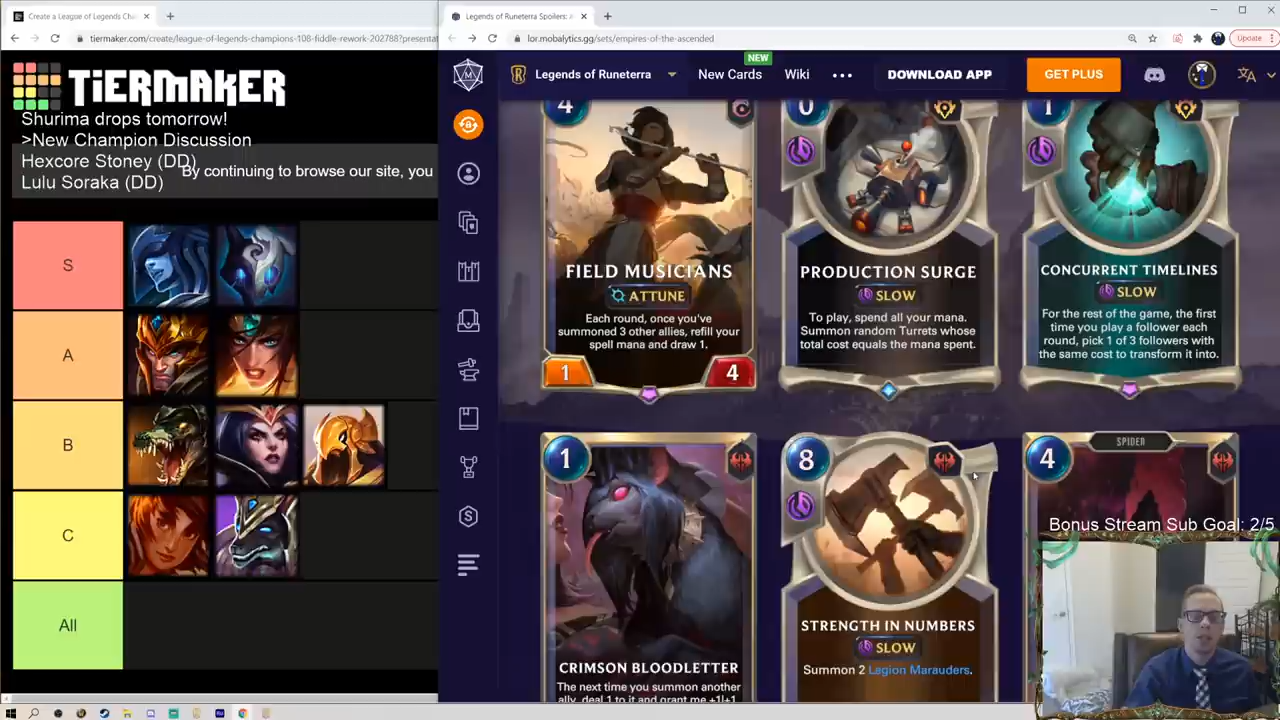 Create a League of Legends Cha
Legends of Runeterra Spoilers: A
tiermaker.com/create/league-of-legends-champions-108-fiddle-rework-202788?presentat
lor.mobalytics.gg/sets/empires-of-the-ascended
Update
TiERMAKER
Shurima drops tomorrow!
>New Champion Discussion
Hexcore Stoney (DD)
Lulu Soraka (DD)
By continuing to browse our site, you
S
A
B
C
All
Legends of Runeterra
NEW
New Cards
Wiki
DOWNLOAD APP
GET PLUS
4
FIELD MUSICIANS
ATTUNE
Each round, once you've
summoned 3 other allies, refill your
spell mana and draw 1.
1
4
0
PRODUCTION SURGE
SLOW
To play, spend all your mana.
Summon random Turrets whose
total cost equals the mana spent.
1
CONCURRENT TIMELINES
SLOW
For the rest of the game, the first
time you play a follower each
round, pick 1 of 3 followers with
the same cost to transform it into.
1
CRIMSON BLOODLETTER
The next time you summon another
ally, deal 1 to it and grant me +1|+1
8
STRENGTH IN NUMBERS
SLOW
Summon 2 Legion Marauders.
4
SPIDER
Bonus Stream Sub Goal: 2/5